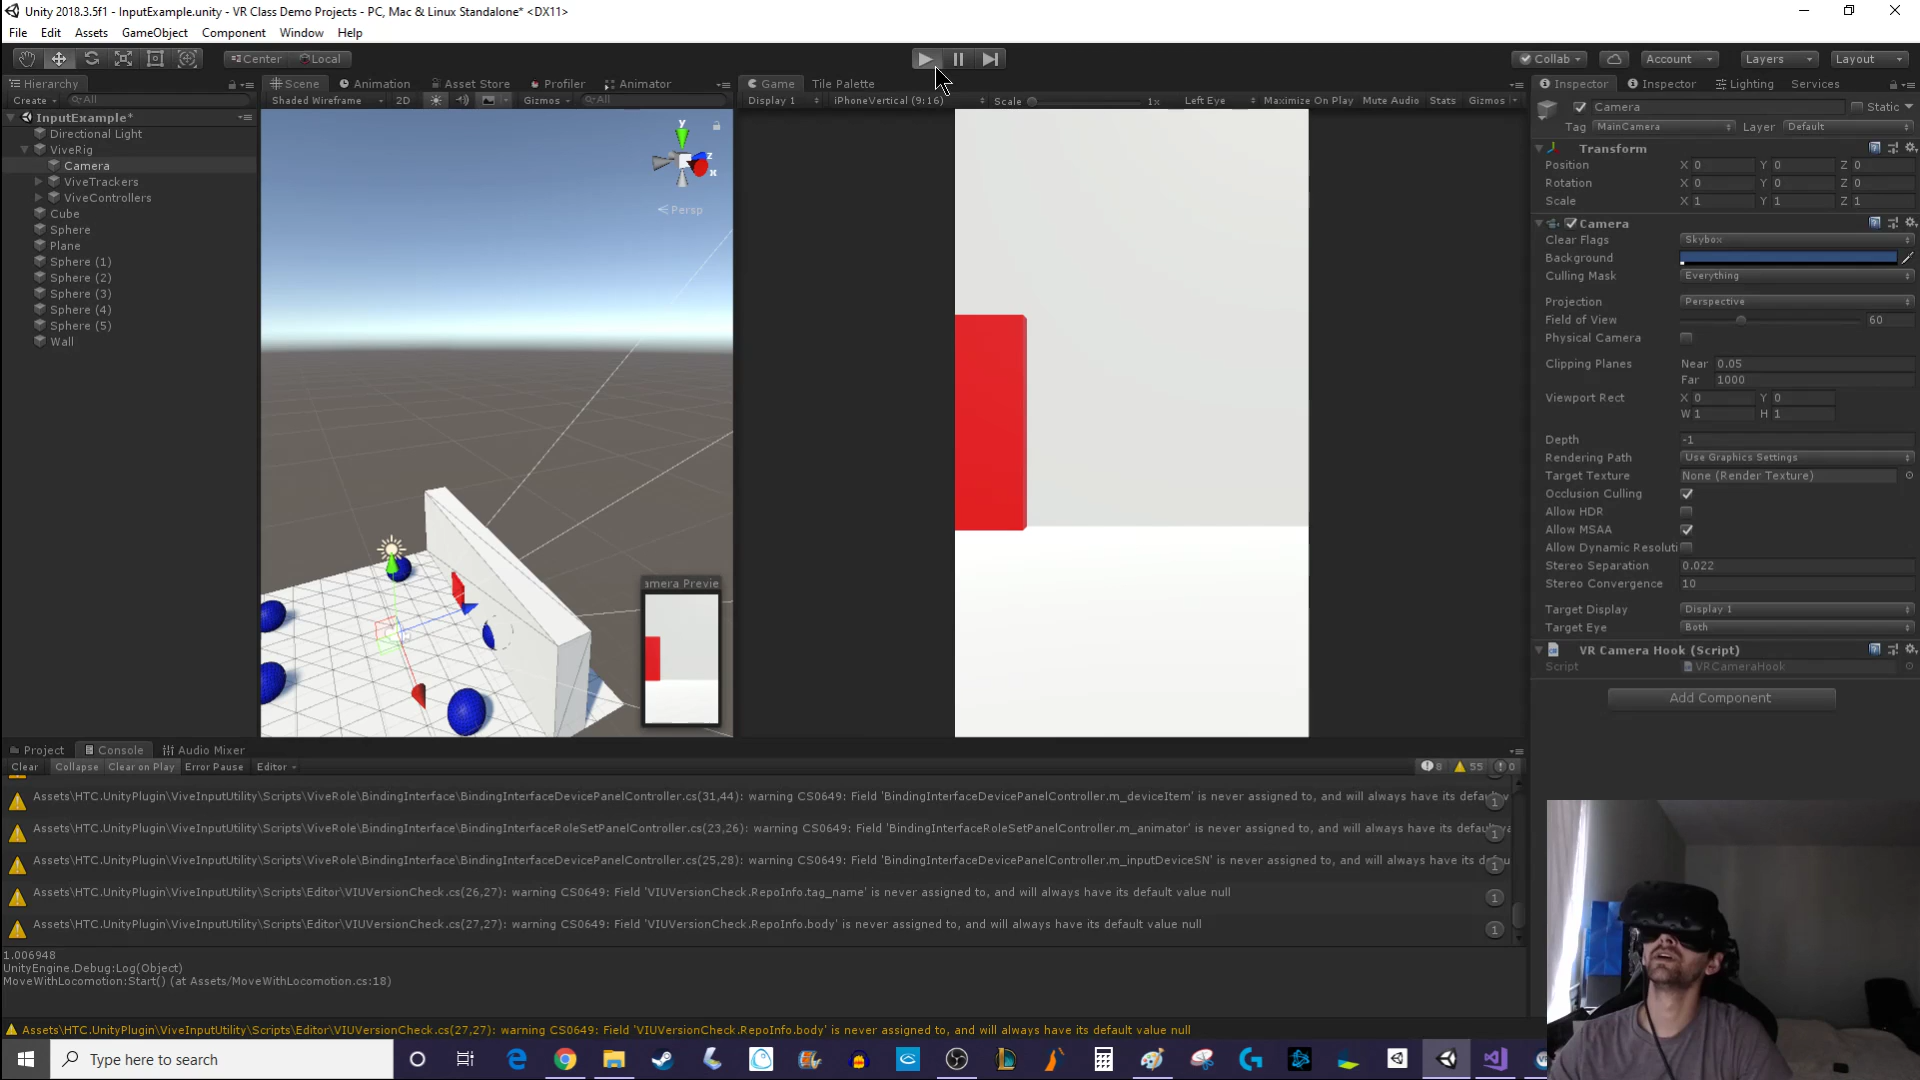 Unity 2018.3.5f1 - InputExample.unity - VR Class Demo Projects - PC, Mac & Linux Standalone* <DX11>
File Edit Assets GameObject Component Window Help
Center Local Collab Account Layers Layout
Hierarchy Scene Animation Asset Store Profiler Animator Game Tile Palette Inspector Inspector Lighting Services
Create All Shaded Wireframe 2D Gizmos All Display 1 iPhoneVertical (9:16) Scale 1x Left Eye Maximize On Play Mute Audio Stats Gizmos
InputExample*
Directional Light
ViveRig
Camera
ViveTrackers
ViveControllers
Cube
Sphere
Plane
Sphere (1)
Sphere (2)
Sphere (3)
Sphere (4)
Sphere (5)
Wall
y
z
x
Persp
amera Previe
Camera Static
Tag MainCamera Layer Default
Transform
Position X 0 Y 0 Z 0
Rotation X 0 Y 0 Z 0
Scale X 1 Y 1 Z 1
Camera
Clear Flags Skybox
Background
Culling Mask Everything
Projection Perspective
Field of View 60
Physical Camera
Clipping Planes Near 0.05
Far 1000
Viewport Rect X 0 Y 0
W 1 H 1
Depth -1
Rendering Path Use Graphics Settings
Target Texture None (Render Texture)
Occlusion Culling
Allow HDR
Allow MSAA
Allow Dynamic Resoluti
Stereo Separation 0.022
Stereo Convergence 10
Target Display Display 1
Target Eye Both
VR Camera Hook (Script)
Script VRCameraHook
Add Component
Project Console Audio Mixer
Clear Collapse Clear on Play Error Pause Editor 8 55 0
Assets\HTC.UnityPlugin\ViveInputUtility\Scripts\ViveRole\BindingInterface\BindingInterfaceDevicePanelController.cs(31,44): warning CS0649: Field 'BindingInterfaceDevicePanelController.m_deviceItem' is never assigned to, and will always have its defau 1
Assets\HTC.UnityPlugin\ViveInputUtility\Scripts\ViveRole\BindingInterface\BindingInterfaceRoleSetPanelController.cs(23,26): warning CS0649: Field 'BindingInterfaceRoleSetPanelController.m_animator' is never assigned to, and will always have its default 1
Assets\HTC.UnityPlugin\ViveInputUtility\Scripts\ViveRole\BindingInterface\BindingInterfaceDevicePanelController.cs(25,28): warning CS0649: Field 'BindingInterfaceDevicePanelController.m_inputDeviceSN' is never assigned to, and will always have its 1
Assets\HTC.UnityPlugin\ViveInputUtility\Scripts\Editor\VIUVersionCheck.cs(26,27): warning CS0649: Field 'VIUVersionCheck.RepoInfo.tag_name' is never assigned to, and will always have its default value null 1
Assets\HTC.UnityPlugin\ViveInputUtility\Scripts\Editor\VIUVersionCheck.cs(27,27): warning CS0649: Field 'VIUVersionCheck.RepoInfo.body' is never assigned to, and will always have its default value null 1
1.006948
UnityEngine.Debug:Log(Object)
MoveWithLocomotion:Start() (at Assets/MoveWithLocomotion.cs:18)
Assets\HTC.UnityPlugin\ViveInputUtility\Scripts\Editor\VIUVersionCheck.cs(27,27): warning CS0649: Field 'VIUVersionCheck.RepoInfo.body' is never assigned to, and will always have its default value null
Type here to search